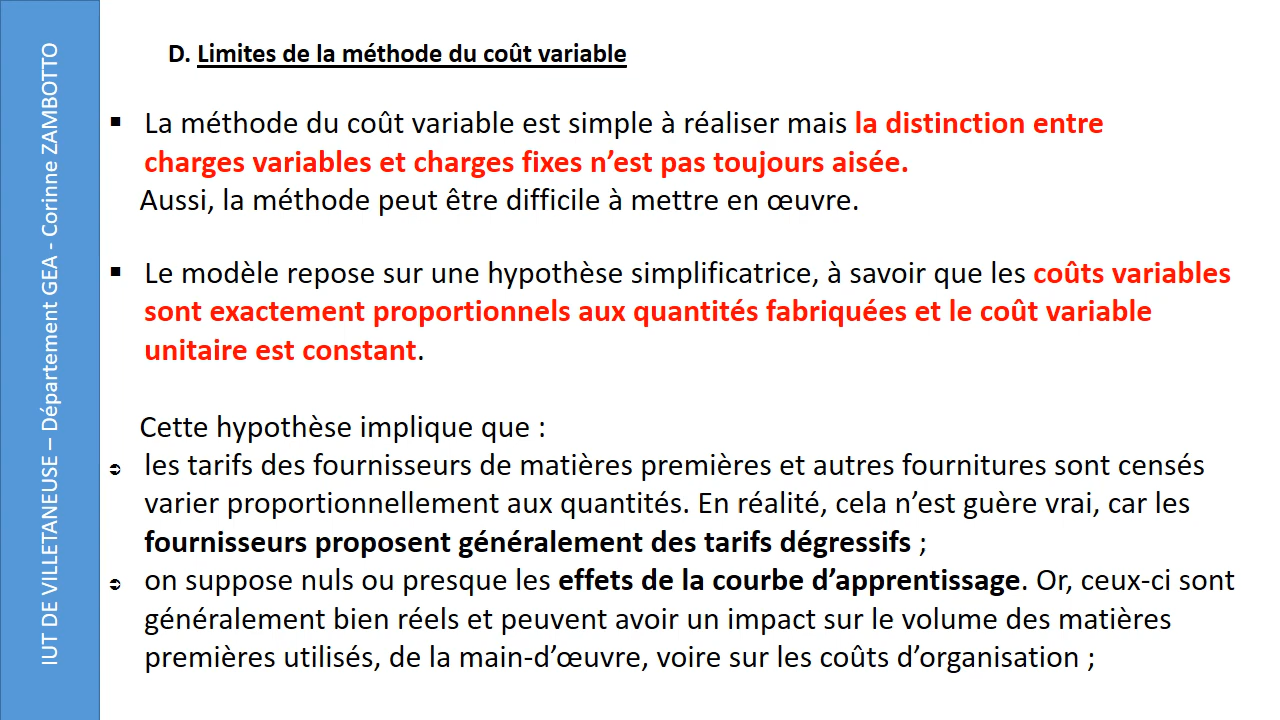 IUT DE VILLETANEUSE – Département GEA - Corinne ZAMBOTTO
D. Limites de la méthode du coût variable
▪ La méthode du coût variable est simple à réaliser mais la distinction entre
charges variables et charges fixes n’est pas toujours aisée.
Aussi, la méthode peut être difficile à mettre en œuvre.
▪ Le modèle repose sur une hypothèse simplificatrice, à savoir que les coûts variables
sont exactement proportionnels aux quantités fabriquées et le coût variable
unitaire est constant.
Cette hypothèse implique que :
➲ les tarifs des fournisseurs de matières premières et autres fournitures sont censés
varier proportionnellement aux quantités. En réalité, cela n’est guère vrai, car les
fournisseurs proposent généralement des tarifs dégressifs ;
➲ on suppose nuls ou presque les effets de la courbe d’apprentissage. Or, ceux-ci sont
généralement bien réels et peuvent avoir un impact sur le volume des matières
premières utilisés, de la main-d’œuvre, voire sur les coûts d’organisation ;